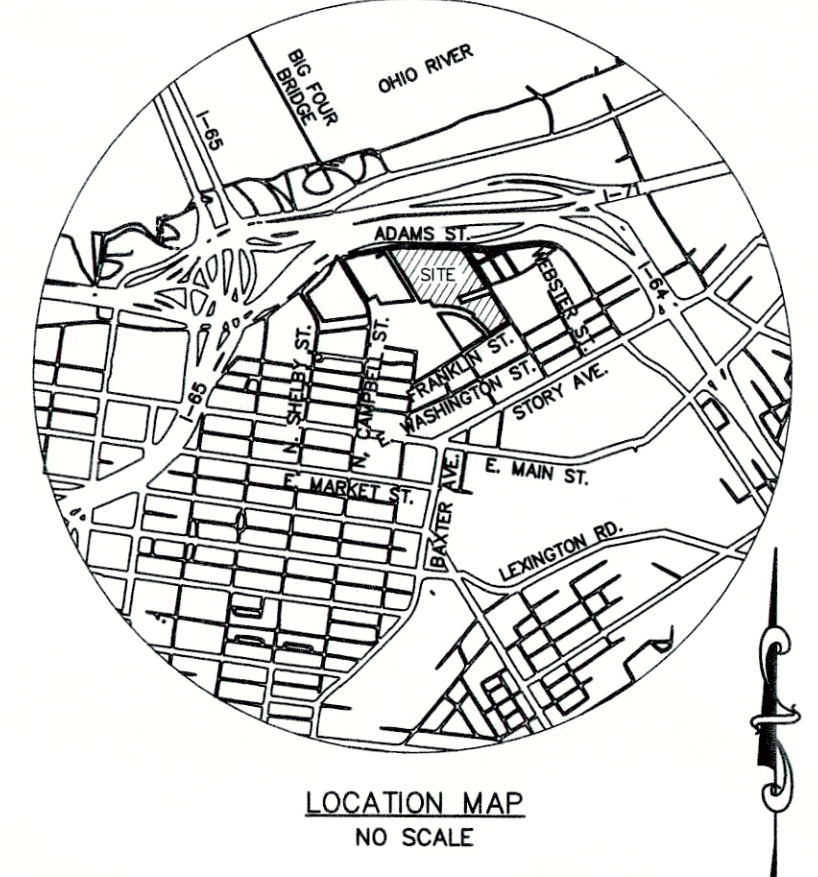 BIG FOUR
BRIDGE
OHIO RIVER
I-65
I-71
ADAMS ST.
SITE
WEBSTER ST.
I-64
N. SHELBY ST.
N. CAMPBELL ST.
FRANKLIN ST.
E. WASHINGTON ST.
STORY AVE.
I-65
E. MAIN ST.
E. MARKET ST.
BAXTER AVE.
LEXINGTON RD.
LOCATION MAP
NO SCALE